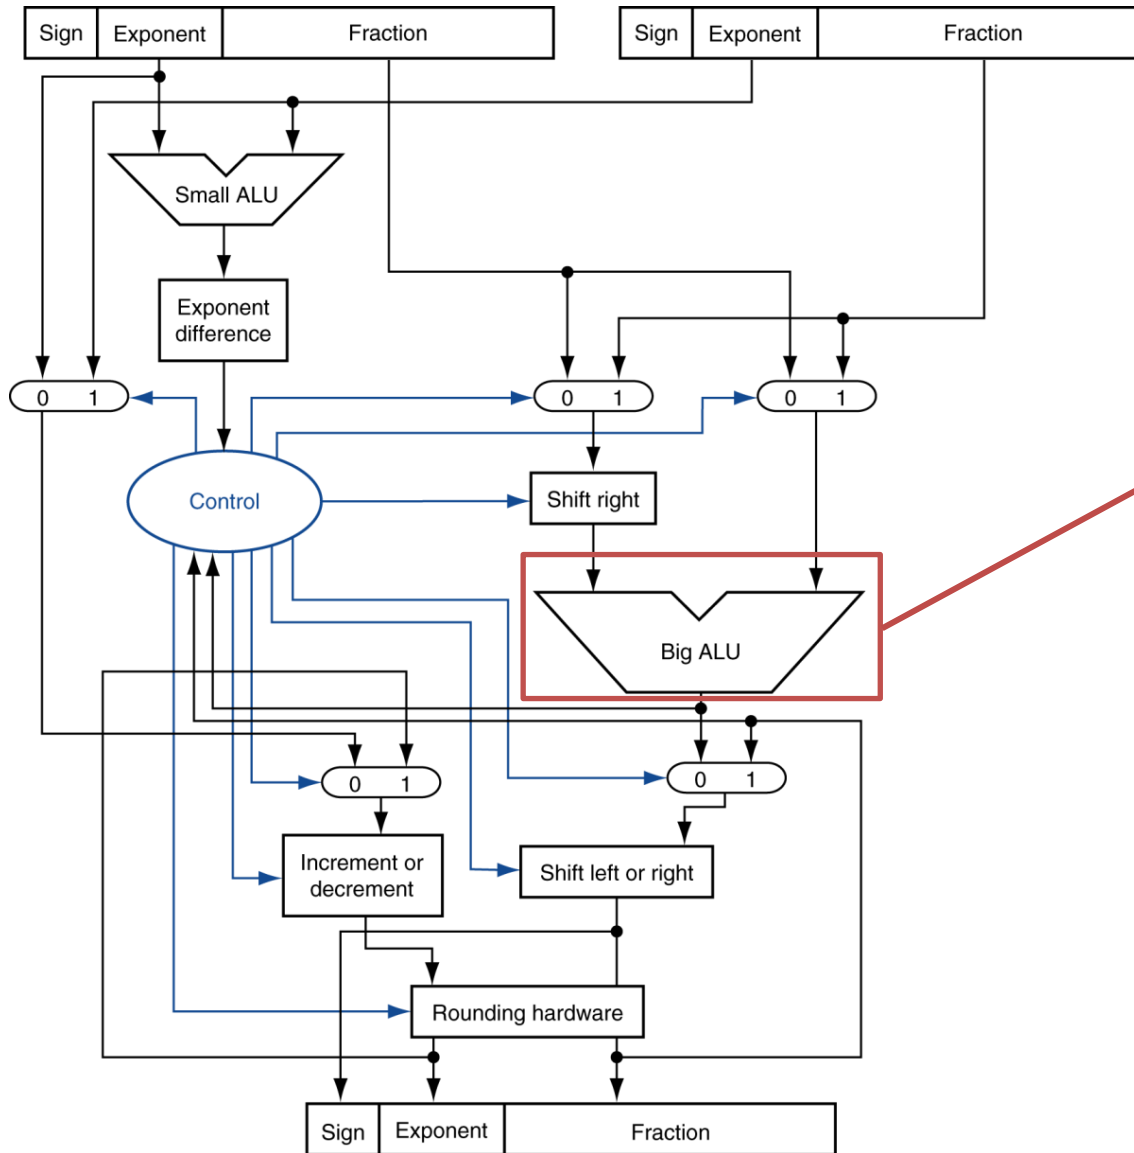 Sign Exponent Fraction Sign Exponent Fraction
Small ALU
Exponent
difference
0 1 0 1 0 1
Control
Shift right
Big ALU
0 1 0 1
Increment or
decrement
Shift left or right
Rounding hardware
Sign Exponent Fraction